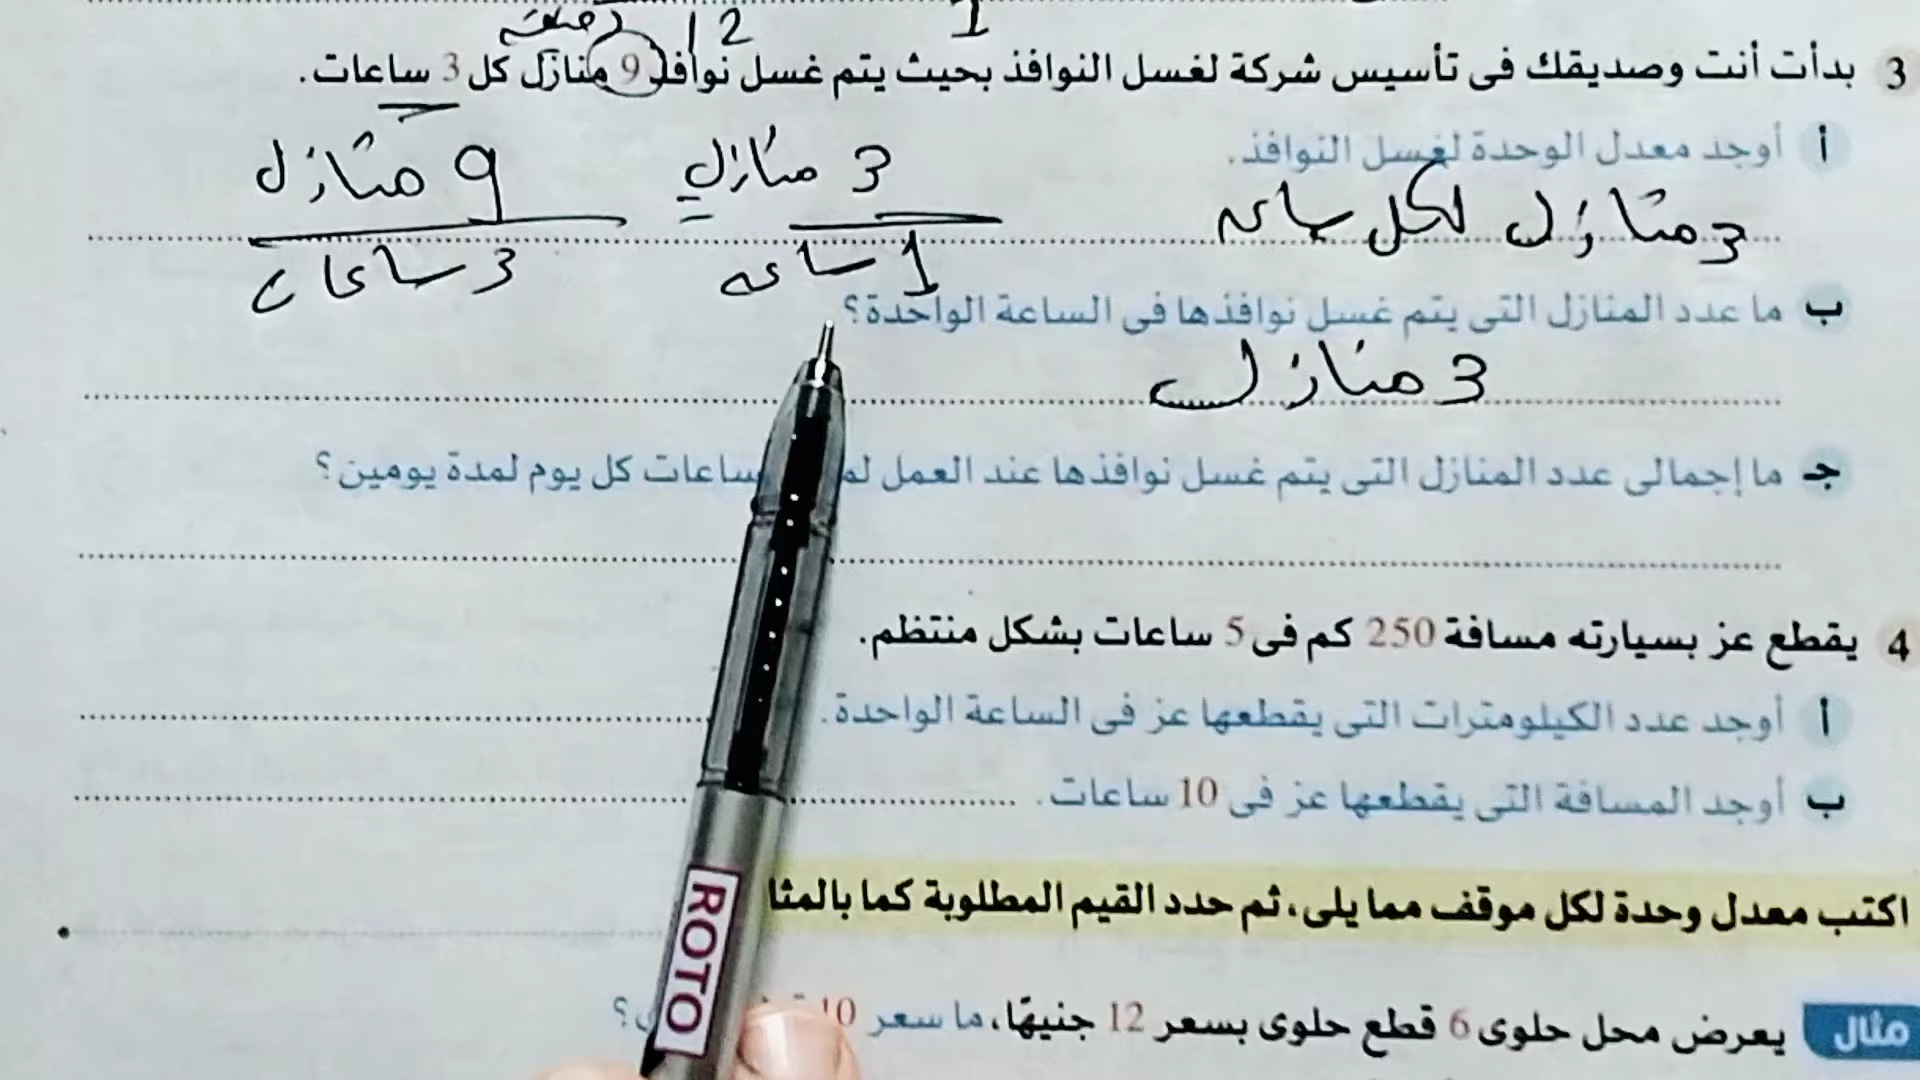 دقيقة 12 1
3 بدأت أنت وصديقك فى تأسيس شركة لغسل النوافذ بحيث يتم غسل نوافذ 9 منازل كل 3 ساعات.
أ أوجد معدل الوحدة لغسل النوافذ.
3 منازل لكل ساعه
3 منازل
1 ساعه
9 منازل
3 ساعات
ب ما عدد المنازل التى يتم غسل نوافذها فى الساعة الواحدة؟
3 منازل
جـ ما إجمالى عدد المنازل التى يتم غسل نوافذها عند العمل ساعات كل يوم لمدة يومين؟
4 يقطع عز بسيارته مسافة 250 كم فى 5 ساعات بشكل منتظم.
أ أوجد عدد الكيلومترات التى يقطعها عز فى الساعة الواحدة.
ب أوجد المسافة التى يقطعها عز فى 10 ساعات.
اكتب معدل وحدة لكل موقف مما يلى، ثم حدد القيم المطلوبة كما بالمثا
مثال يعرض محل حلوى 6 قطع حلوى بسعر 12 جنيهًا، ما سعر 10
ROTO